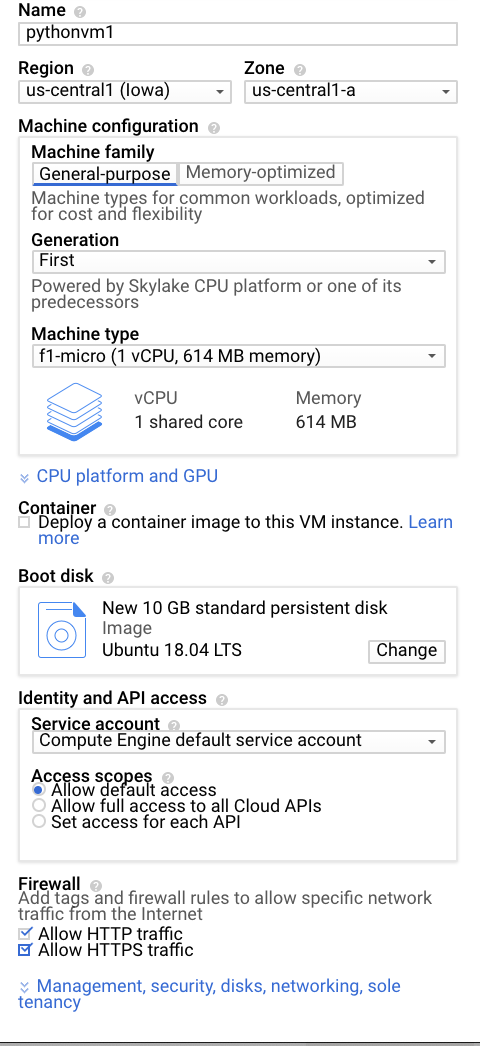 Name
pythonvm1
Region Zone
us-central1 (Iowa) us-central1-a
Machine configuration
Machine family
General-purpose Memory-optimized
Machine types for common workloads, optimized
for cost and flexibility
Generation
First
Powered by Skylake CPU platform or one of its
predecessors
Machine type
f1-micro (1 vCPU, 614 MB memory)
vCPU Memory
1 shared core 614 MB
CPU platform and GPU
Container
Deploy a container image to this VM instance. Learn
more
Boot disk
New 10 GB standard persistent disk
Image
Ubuntu 18.04 LTS Change
Identity and API access
Service account
Compute Engine default service account
Access scopes
Allow default access
Allow full access to all Cloud APIs
Set access for each API
Firewall
Add tags and firewall rules to allow specific network
traffic from the Internet
Allow HTTP traffic
Allow HTTPS traffic
Management, security, disks, networking, sole
tenancy